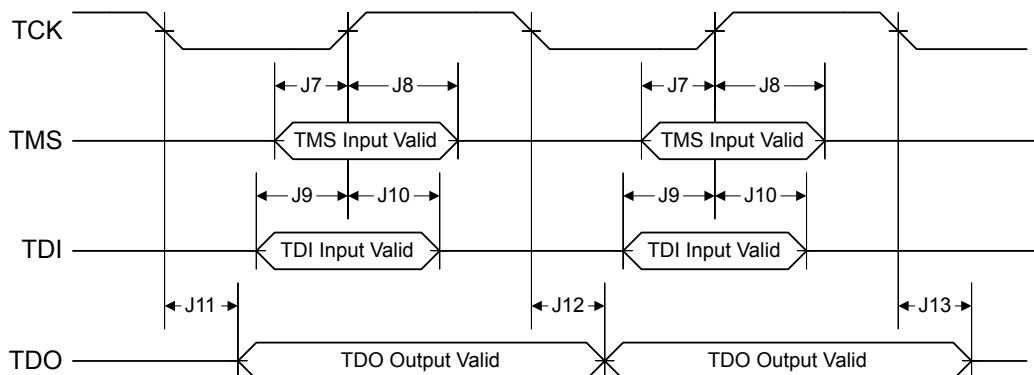 TCK
J7 J8 J7 J8
TMS TMS Input Valid TMS Input Valid
J9 J10 J9 J10
TDI TDI Input Valid TDI Input Valid
J11 J12 J13
TDO TDO Output Valid TDO Output Valid